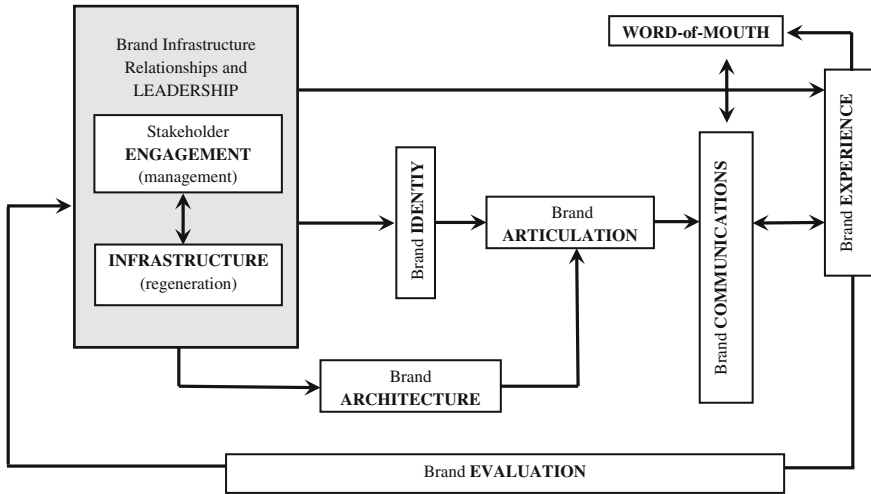 Brand Infrastructure
Relationships and
LEADERSHIP
Stakeholder
ENGAGEMENT
(management)
INFRASTRUCTURE
(regeneration)
Brand IDENTIY
Brand
ARCHITECTURE
Brand
ARTICULATION
WORD-of-MOUTH
Brand COMMUNICATIONS
Brand EXPERIENCE
Brand EVALUATION